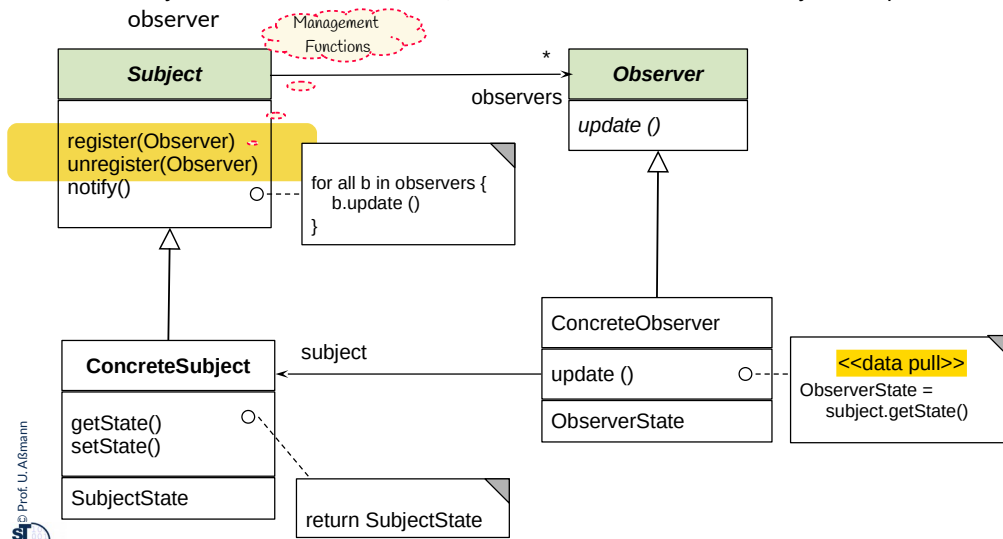 observer
Management
Functions
Subject
*
Observer
observers
update ()
register(Observer)
unregister(Observer)
notify()
for all b in observers {
b.update ()
}
ConcreteObserver
subject
ConcreteSubject
update ()
<<data pull>>
ObserverState =
subject.getState()
getState()
setState()
ObserverState
SubjectState
return SubjectState
© Prof. U. Aßmann
ST